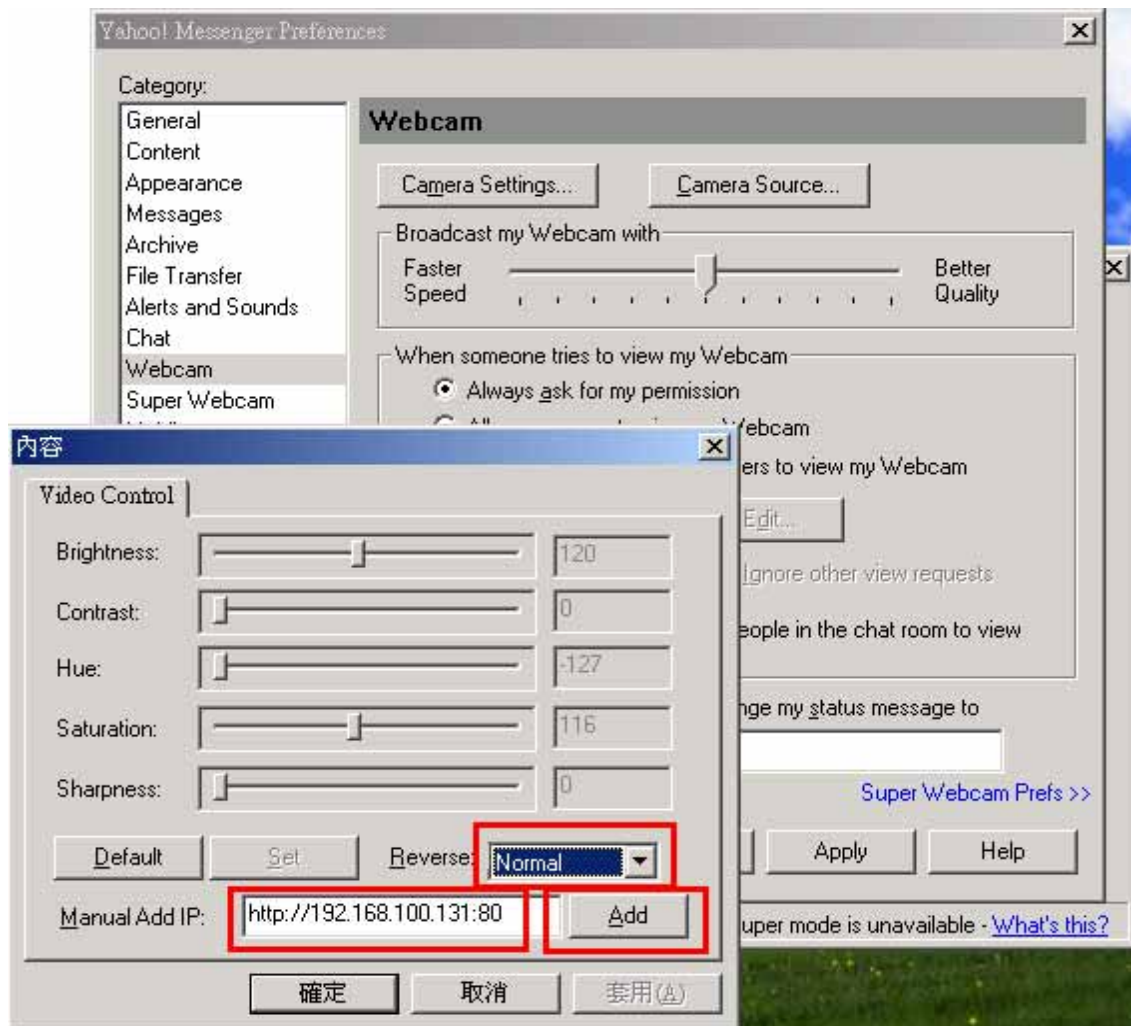 Yahoo! Messenger Preferences
Category:
General
Content
Appearance
Messages
Archive
File Transfer
Alerts and Sounds
Chat
Webcam
Super Webcam
Webcam
Camera Settings...
Camera Source...
Broadcast my Webcam with
Faster Speed
Better Quality
When someone tries to view my Webcam
Always ask for my permission
Webcam
ers to view my Webcam
Edit...
Ignore other view requests
eople in the chat room to view
nge my status message to
Super Webcam Prefs >>
Apply
Help
uper mode is unavailable - What's this?
內容
Video Control
Brightness: 120
Contrast: 0
Hue: -127
Saturation: 116
Sharpness: 0
Default
Set
Reverse: Normal
Manual Add IP: http://192.168.100.131:80
Add
確定
取消
套用(A)